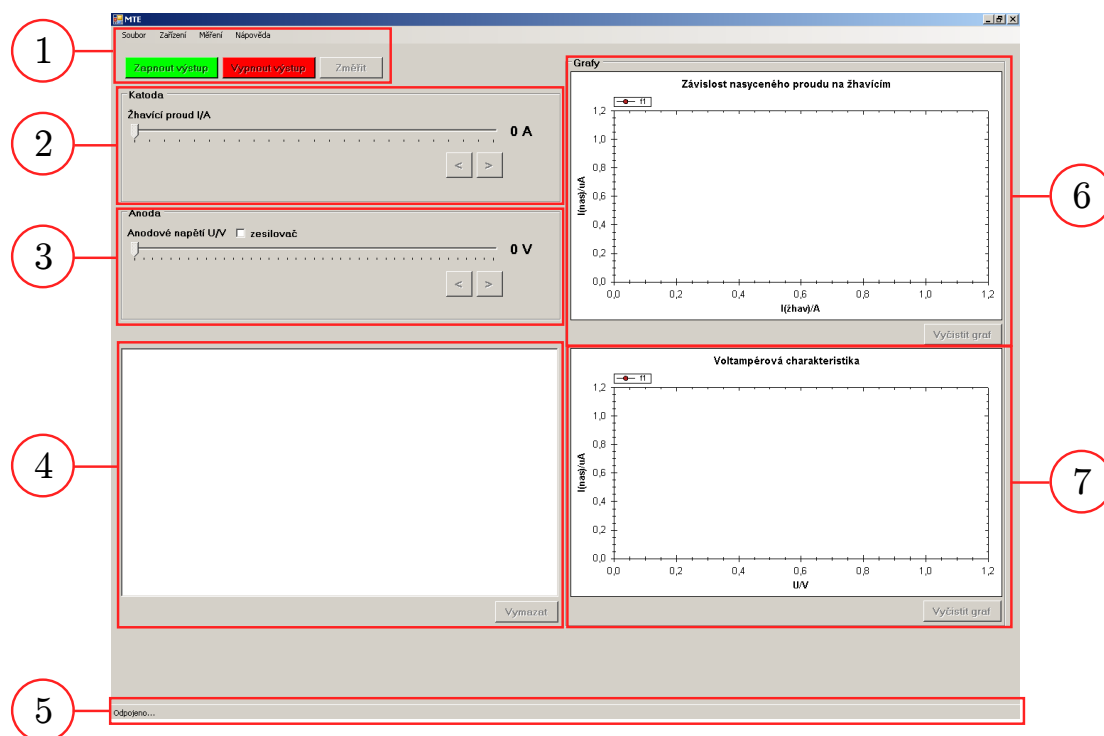 MTE
Soubor Zařízení Měření Nápověda
1
Zapnout výstup Vypnout výstup Změřit
Katoda
Žhavící proud I/A
0 A
< >
2
Anoda
Anodové napětí U/V zesilovač
0 V
< >
3
Vymazat
4
Odpojeno...
5
Grafy
Závislost nasyceného proudu na žhavícím
f1
1,2
1,0
0,8
0,6
0,4
0,2
0,0
I(nas)/uA
0,0 0,2 0,4 0,6 0,8 1,0 1,2
I(žhav)/A
Vyčistit graf
6
Voltampérová charakteristika
f1
1,2
1,0
0,8
0,6
0,4
0,2
0,0
I(nas)/uA
0,0 0,2 0,4 0,6 0,8 1,0 1,2
U/V
Vyčistit graf
7